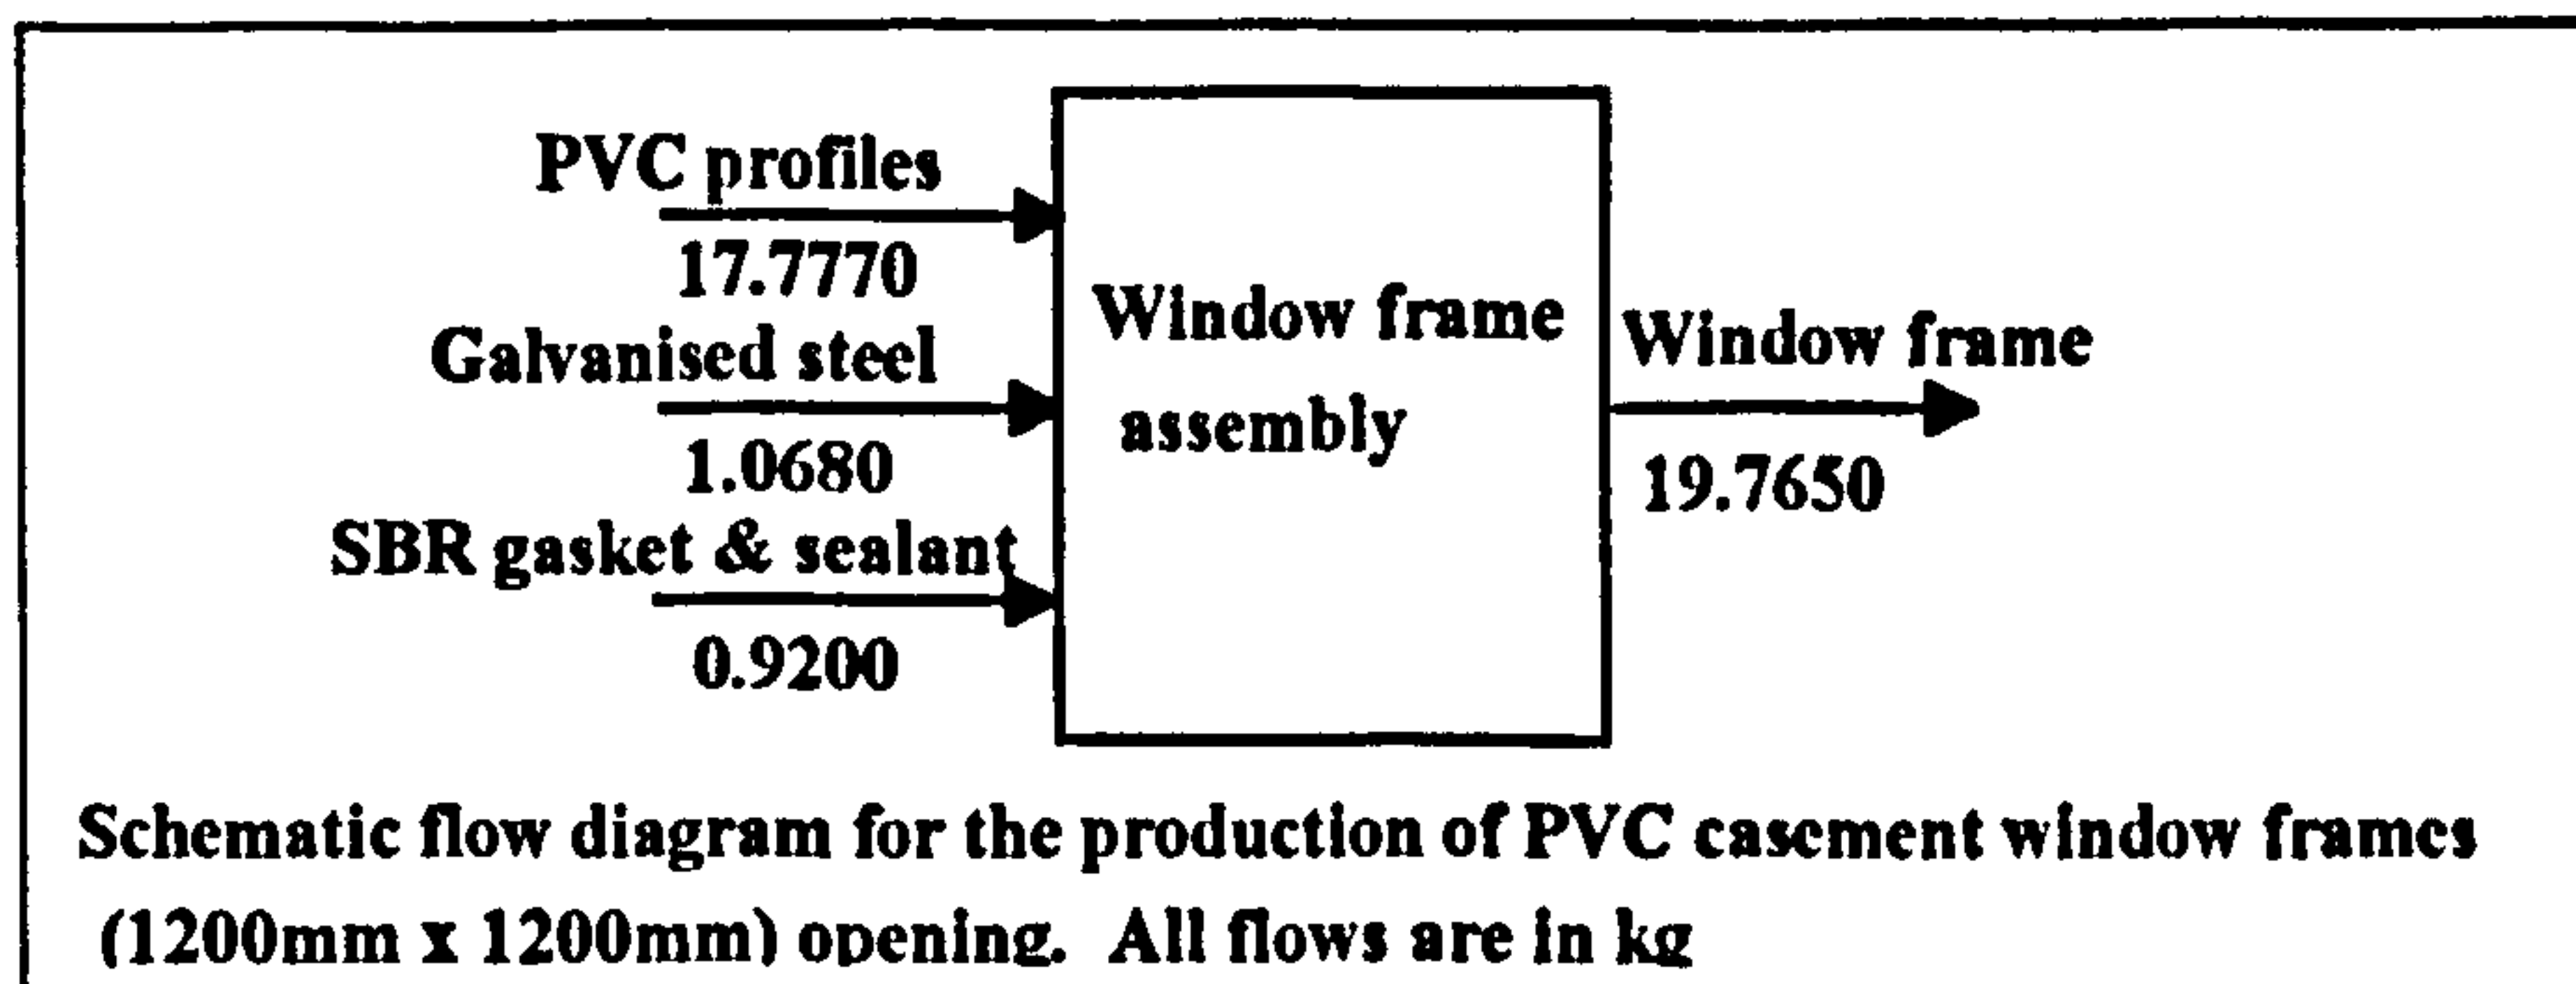 PVC profiles
17.7770
Galvanised steel
1.0680
SBR gasket & sealant
0.9200
Window frame
assembly
Window frame
19.7650
Schematic flow diagram for the production of PVC casement window frames
(1200mm x 1200mm) opening. All flows are in kg